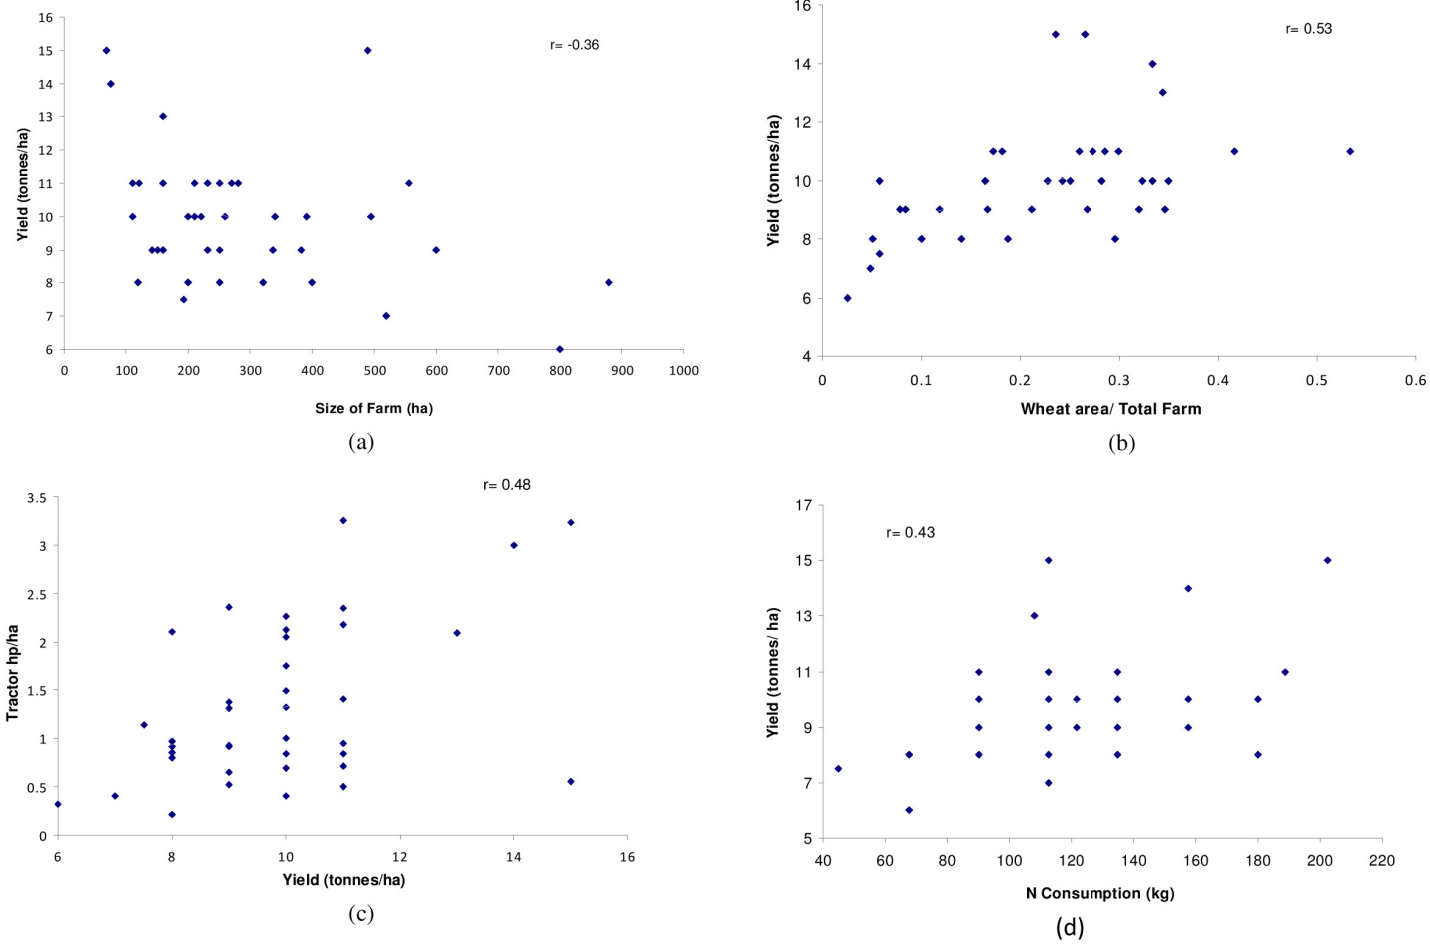 16
15
14
13
12
11
10
9
8
7
6
Yield (tonnes/ha)
r= -0.36
0 100 200 300 400 500 600 700 800 900 1000
Size of Farm (ha)
(a)
16
14
12
10
8
6
4
Yield (tonnes/ha)
r= 0.53
0 0.1 0.2 0.3 0.4 0.5 0.6
Wheat area/ Total Farm
(b)
3.5
3
2.5
2
1.5
1
0.5
0
Tractor hp/ha
r= 0.48
6 8 10 12 14 16
Yield (tonnes/ha)
(c)
17
15
13
11
9
7
5
Yield (tonnes/ ha)
r= 0.43
40 60 80 100 120 140 160 180 200 220
N Consumption (kg)
(d)